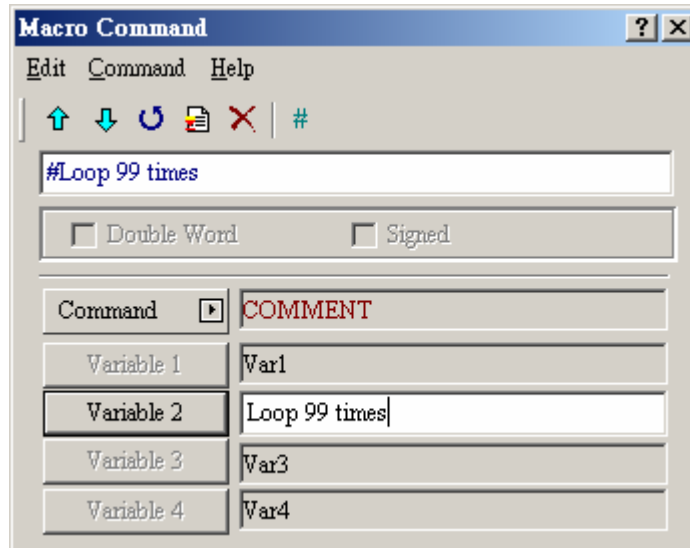 Macro Command
Edit Command Help
#
#Loop 99 times
Double Word Signed
Command COMMENT
Variable 1 Var1
Variable 2 Loop 99 times
Variable 3 Var3
Variable 4 Var4